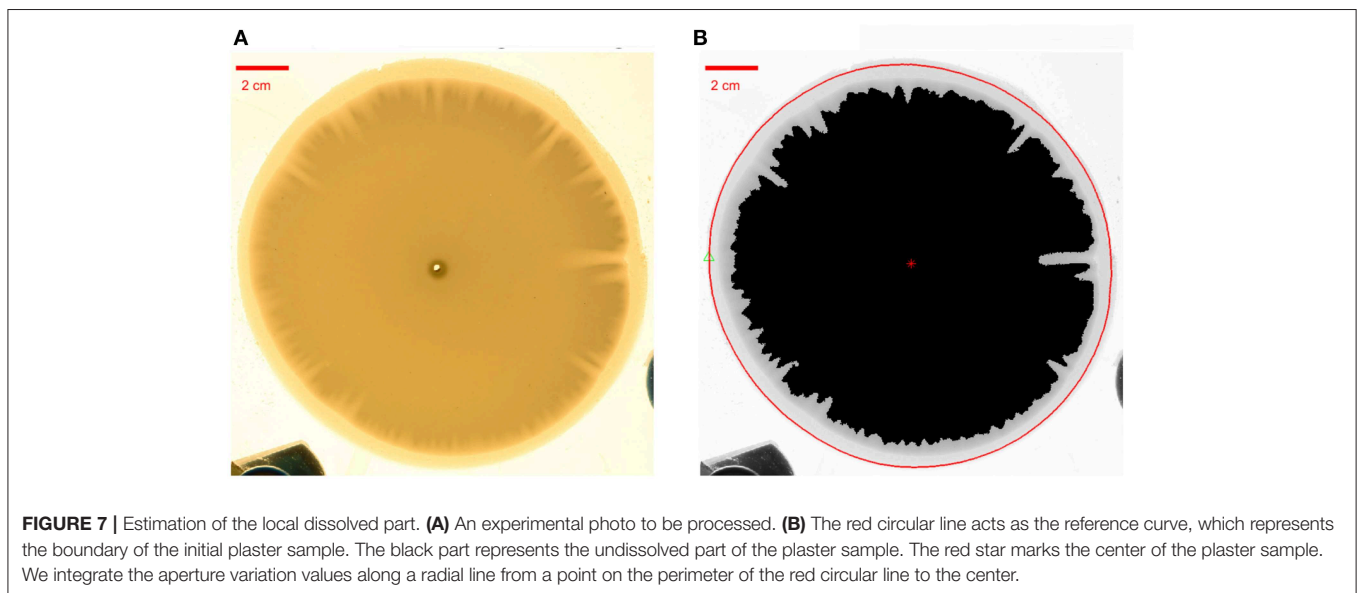 A
B
2 cm
2 cm
FIGURE 7 | Estimation of the local dissolved part. (A) An experimental photo to be processed. (B) The red circular line acts as the reference curve, which represents
the boundary of the initial plaster sample. The black part represents the undissolved part of the plaster sample. The red star marks the center of the plaster sample.
We integrate the aperture variation values along a radial line from a point on the perimeter of the red circular line to the center.